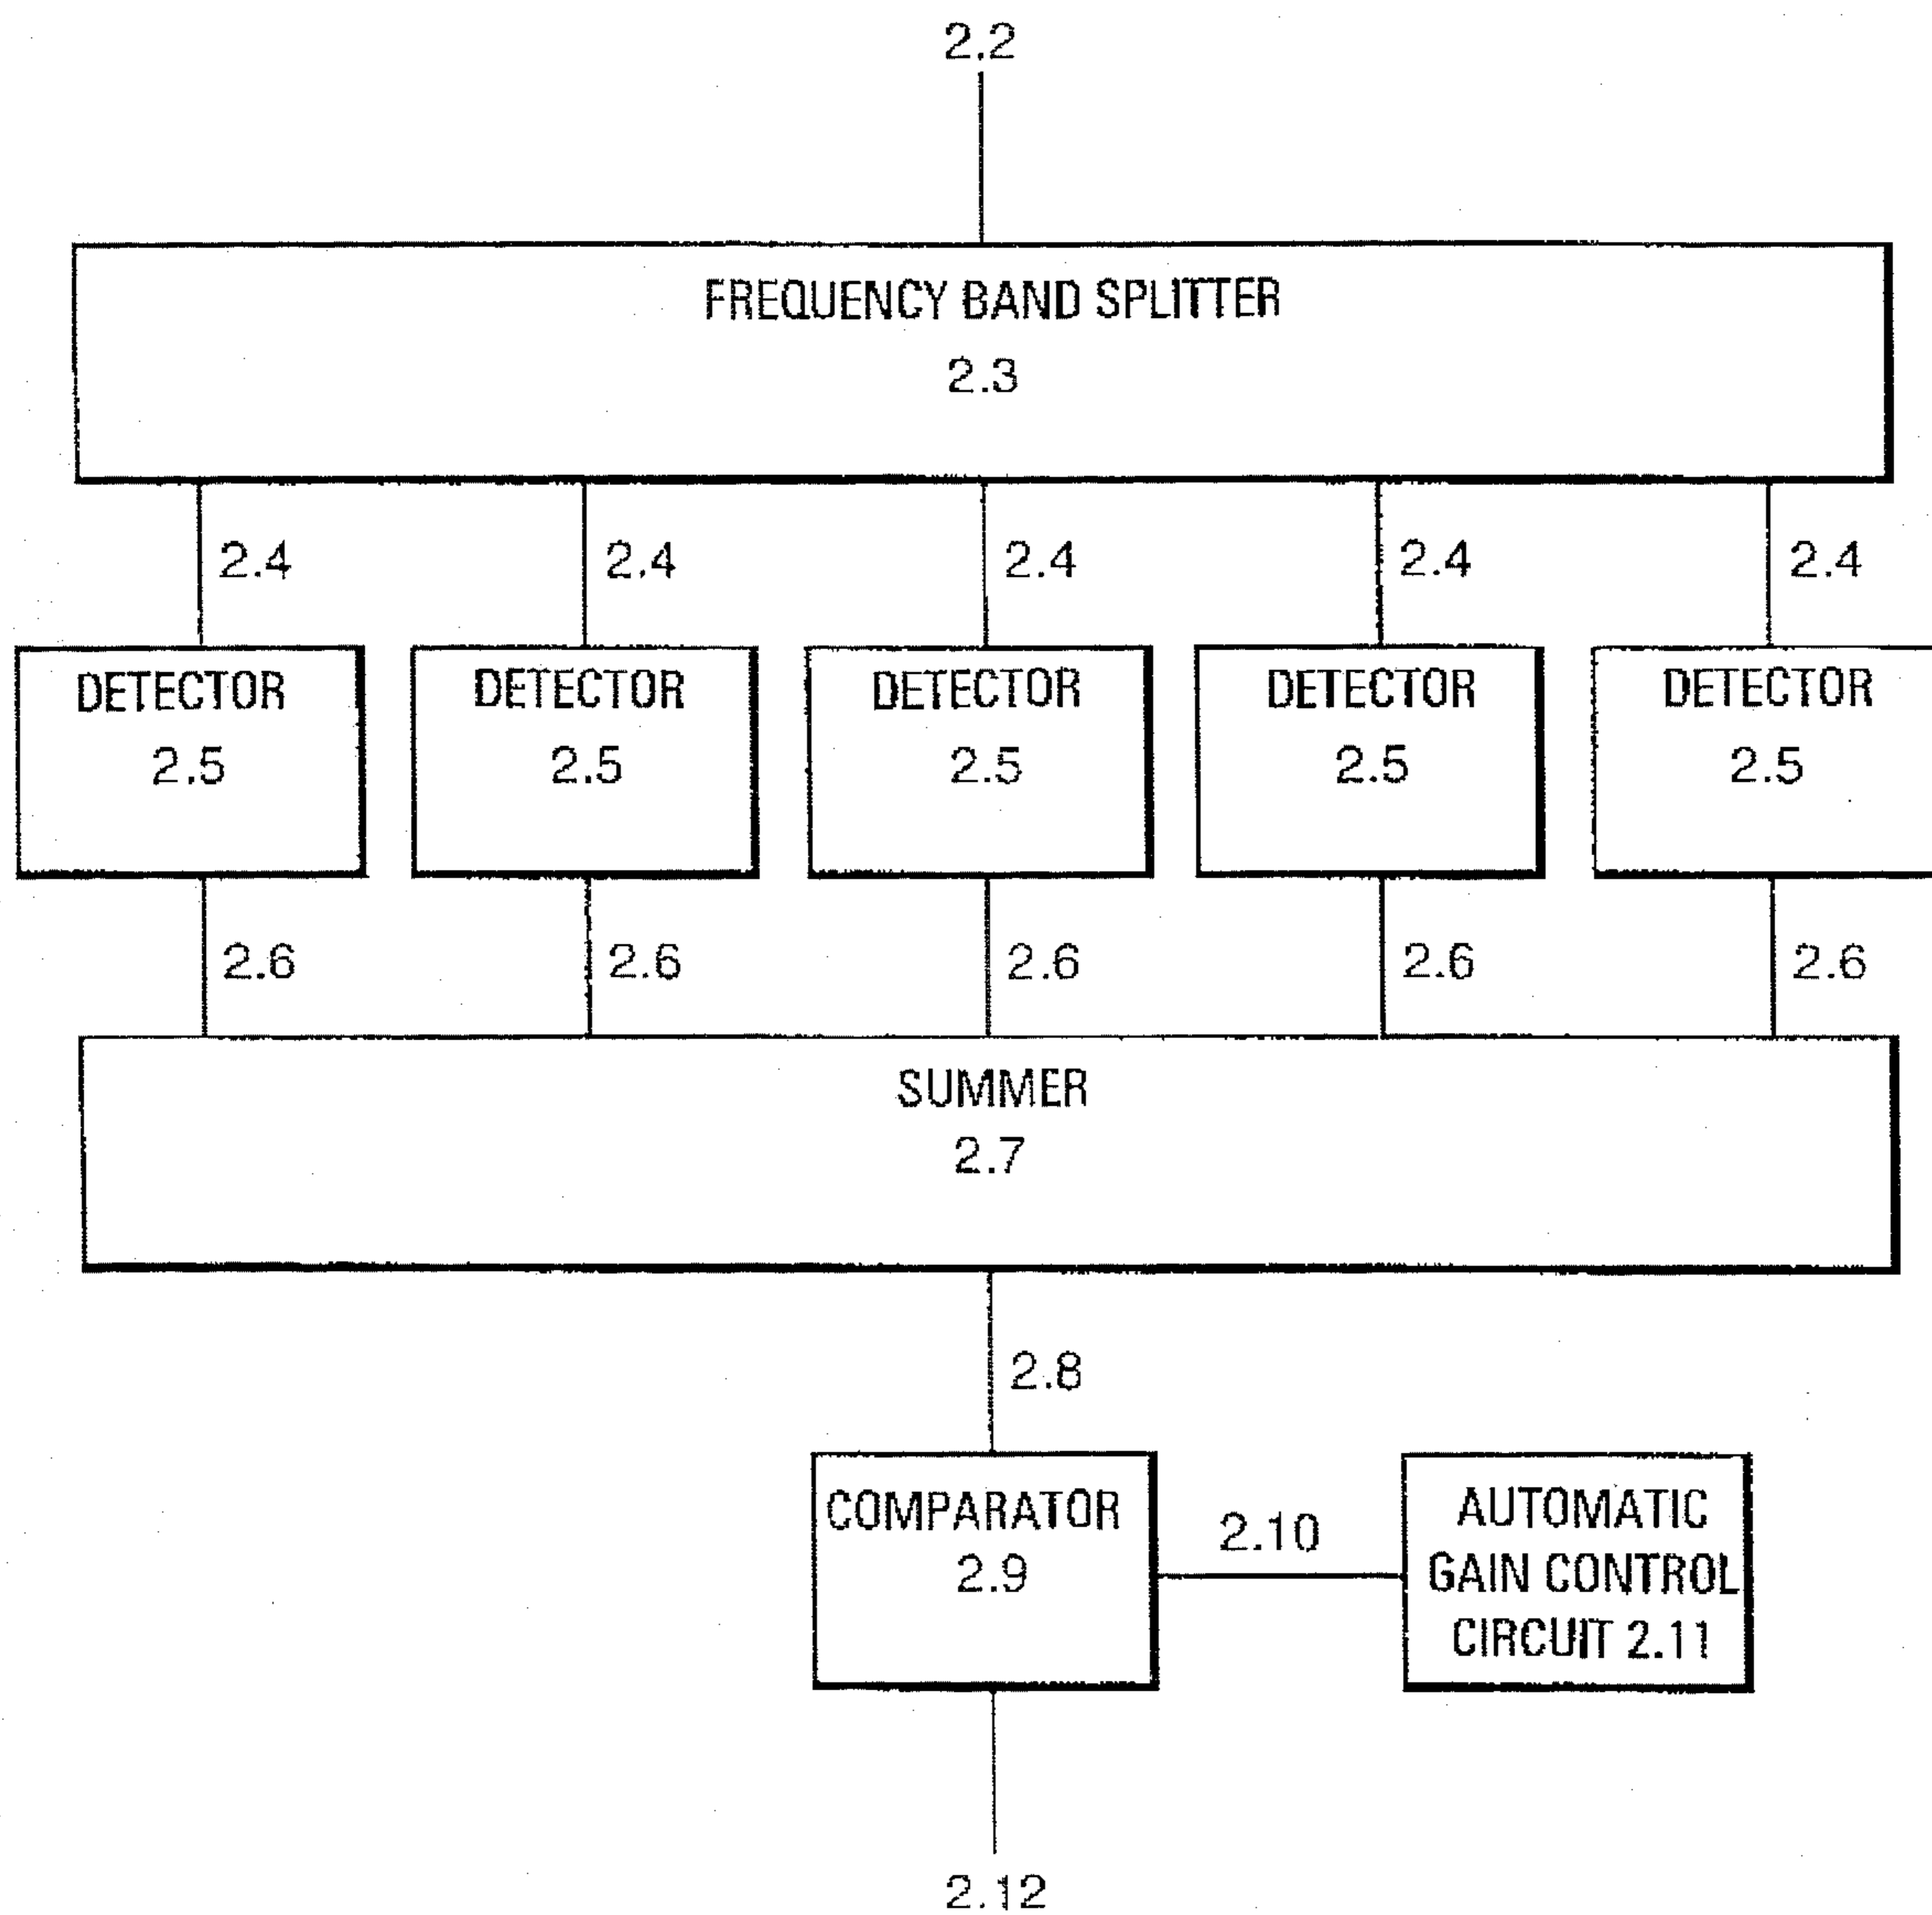 2.2
FREQUENCY BAND SPLITTER
2.3
2.4 2.4 2.4 2.4 2.4
DETECTOR DETECTOR DETECTOR DETECTOR DETECTOR
2.5 2.5 2.5 2.5 2.5
2.6 2.6 2.6 2.6 2.6
SUMMER
2.7
2.8
COMPARATOR
2.9
2.10
AUTOMATIC
GAIN CONTROL
CIRCUIT 2.11
2.12